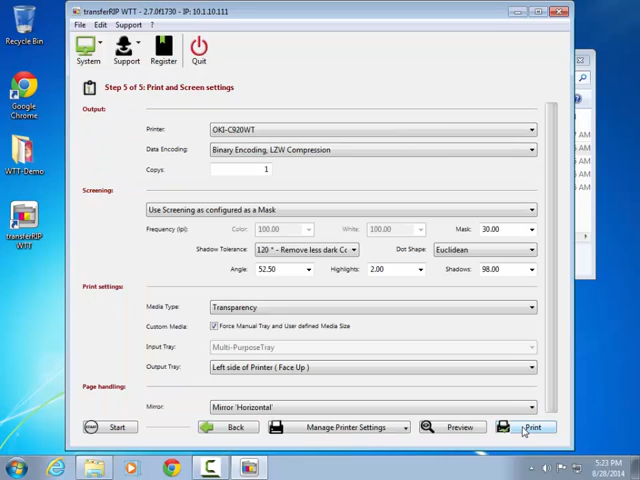 transferRIP WTT - 2.7.0f1730 - IP: 10.1.10.111
File Edit Support ?
System Support Register Quit
Step 5 of 5: Print and Screen settings
Output:
Printer: OKI-C920WT
Data Encoding: Binary Encoding, LZW Compression
Copys: 1
Screening:
Use Screening as configured as a Mask
Frequency (lpi) Color: 100.00 White: 100.00 Mask: 30.00
Shadow Tolerance: 120 * - Remove less dark Cc Dot Shape: Euclidean
Angle: 52.50 Highlights: 2.00 Shadows: 98.00
Print settings:
Media Type: Transparency
Custom Media: Force Manual Tray and User defined Media Size
Input Tray: Multi-PurposeTray
Output Tray: Left side of Printer ( Face Up )
Page handling:
Mirror: Mirror 'Horizontal'
START Start Back Manage Printer Settings Preview Print
Recycle Bin
Google
Chrome
WTT-Demo
transferRIP
WTT
5:23 PM
8/28/2014